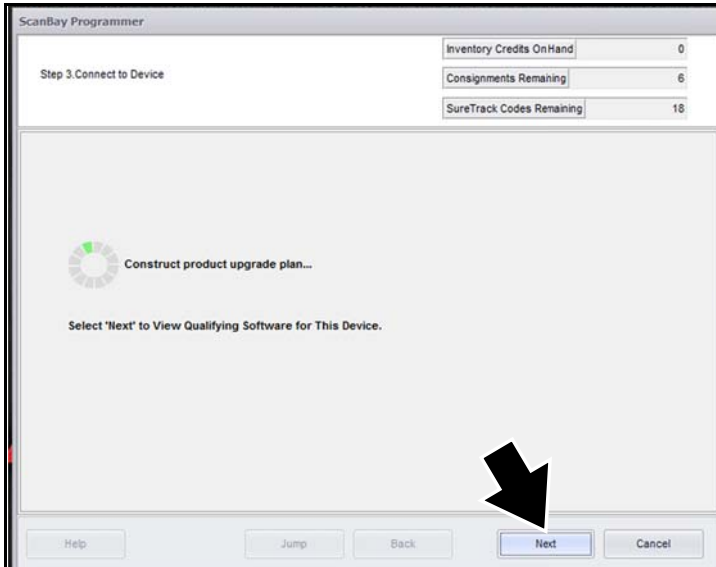 ScanBay Programmer
Inventory Credits OnHand 0
Step 3.Connect to Device
Consignments Remaining 6
SureTrack Codes Remaining 18
Construct product upgrade plan...
Select 'Next' to View Qualifying Software for This Device.
Help Jump Back Next Cancel